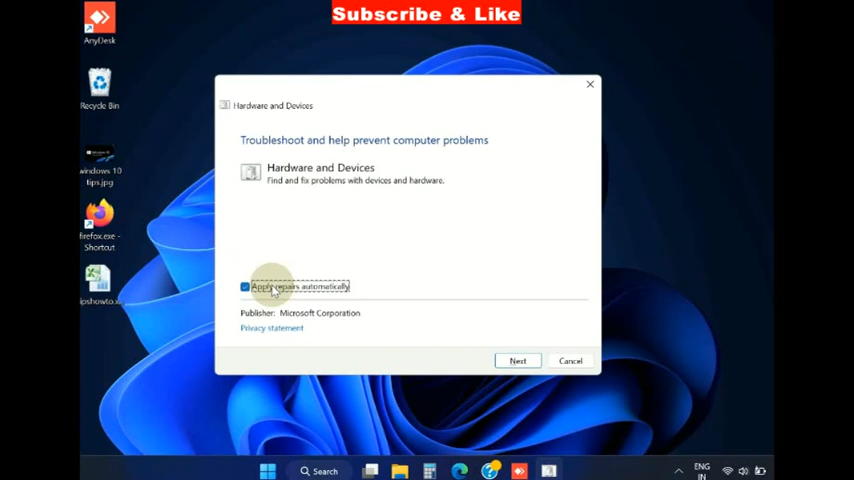 Subscribe & Like
AnyDesk
Recycle Bin
windows 10
tips.jpg
firefox.exe -
Shortcut
Hardware and Devices
Troubleshoot and help prevent computer problems
Hardware and Devices
Find and fix problems with devices and hardware.
Apply repairs automatically
Publisher: Microsoft Corporation
Privacy statement
Next
Cancel
Search
ENG
IN